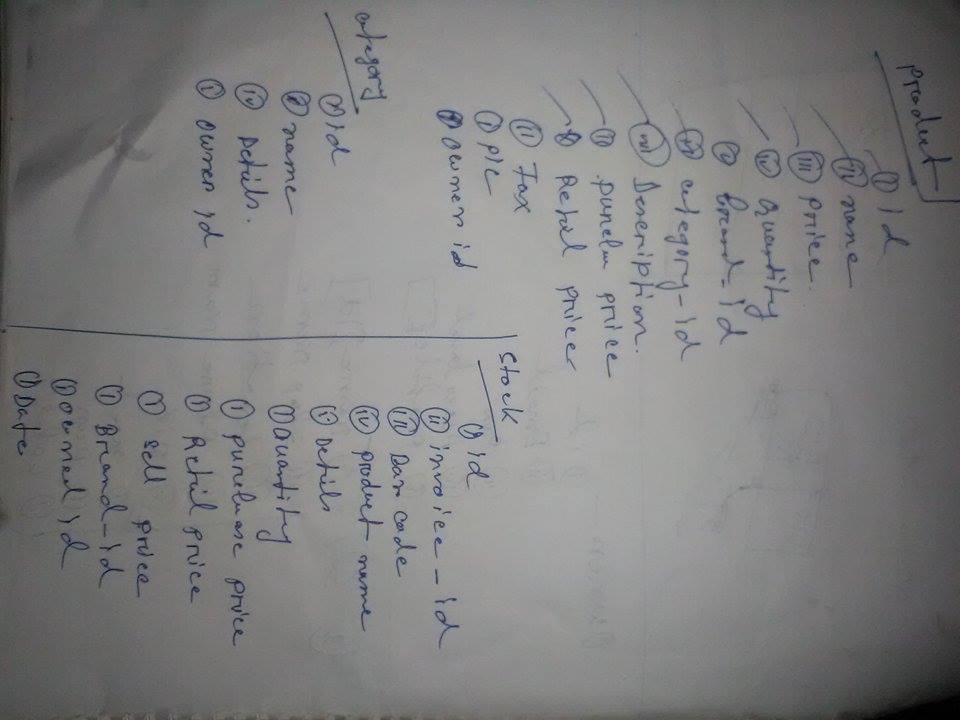 product
(i) id
(ii) name
(iii) price.
(iv) quantity
(v) brand-id
(vi) category-id
(vii) Description.
price
Retail price
(ii) Tax
(i) pic
owner id
category
(i) id
name
(iv) Details.
(i) owner id
Stock
(i) id
(ii) invoice - id
(iii) Bar code
(iv) product name
(i) Details
(i) Quantity
(i) purchase price
(i) Retail price
(i) sell price
(i) Brand-id
(i) owned id
(i) Date